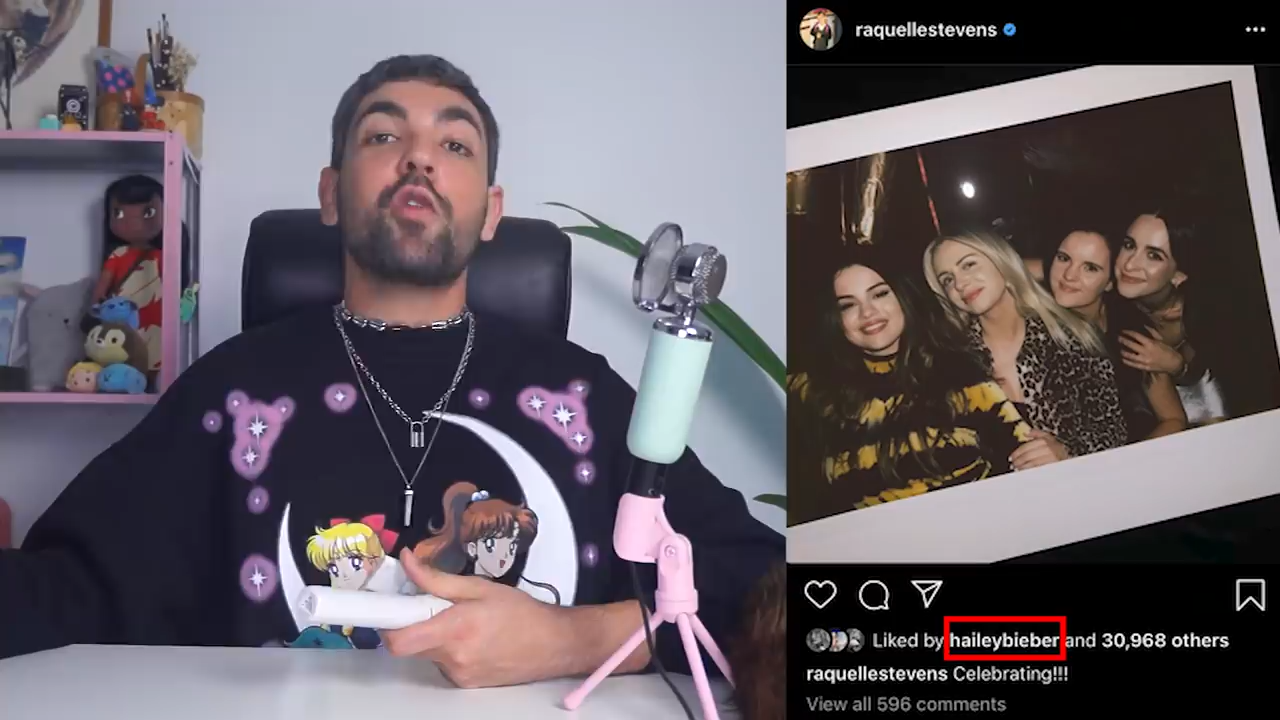 raquellestevens
Liked by haileybieber and 30,968 others
raquellestevens Celebrating!!!
View all 596 comments